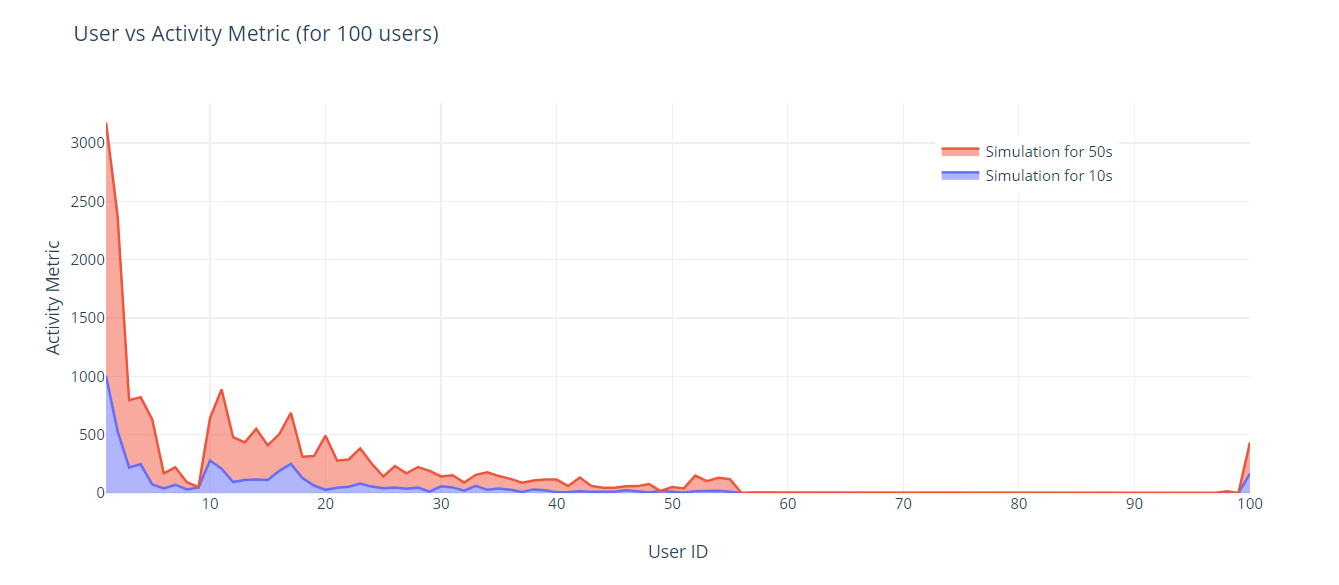 User vs Activity Metric (for 100 users)
3000
2500
2000
1500
1000
500
0
Activity Metric
Simulation for 50s
Simulation for 10s
10 20 30 40 50 60 70 80 90 100
User ID